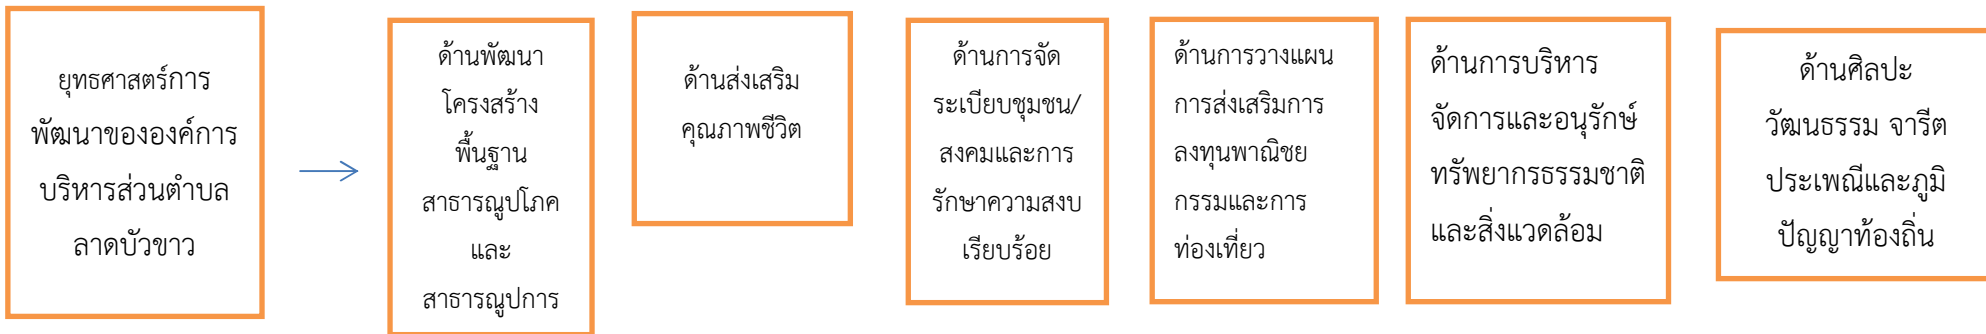 ยุทธศาสตร์การ
พัฒนาขององค์การ
บริหารส่วนตำบล
ลาดบัวขาว
ด้านพัฒนา
โครงสร้าง
พื้นฐาน
สาธารณูปโภค
และ
สาธารณูปการ
ด้านส่งเสริม
คุณภาพชีวิต
ด้านการจัด
ระเบียบชุมชน/
สงคมและการ
รักษาความสงบ
เรียบร้อย
ด้านการวางแผน
การส่งเสริมการ
ลงทุนพาณิชย
กรรมและการ
ท่องเที่ยว
ด้านการบริหาร
จัดการและอนุรักษ์
ทรัพยากรธรรมชาติ
และสิ่งแวดล้อม
ด้านศิลปะ
วัฒนธรรม จารีต
ประเพณีและภูมิ
ปัญญาท้องถิ่น